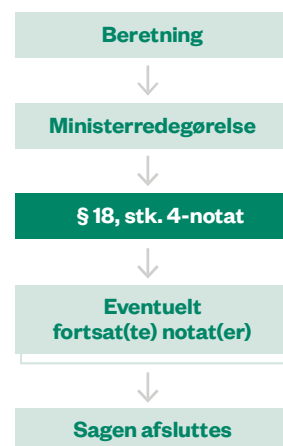 Beretning
Ministerredegørelse
§ 18, stk. 4-notat
Eventuelt
fortsat(te) notat(er)
Sagen afsluttes